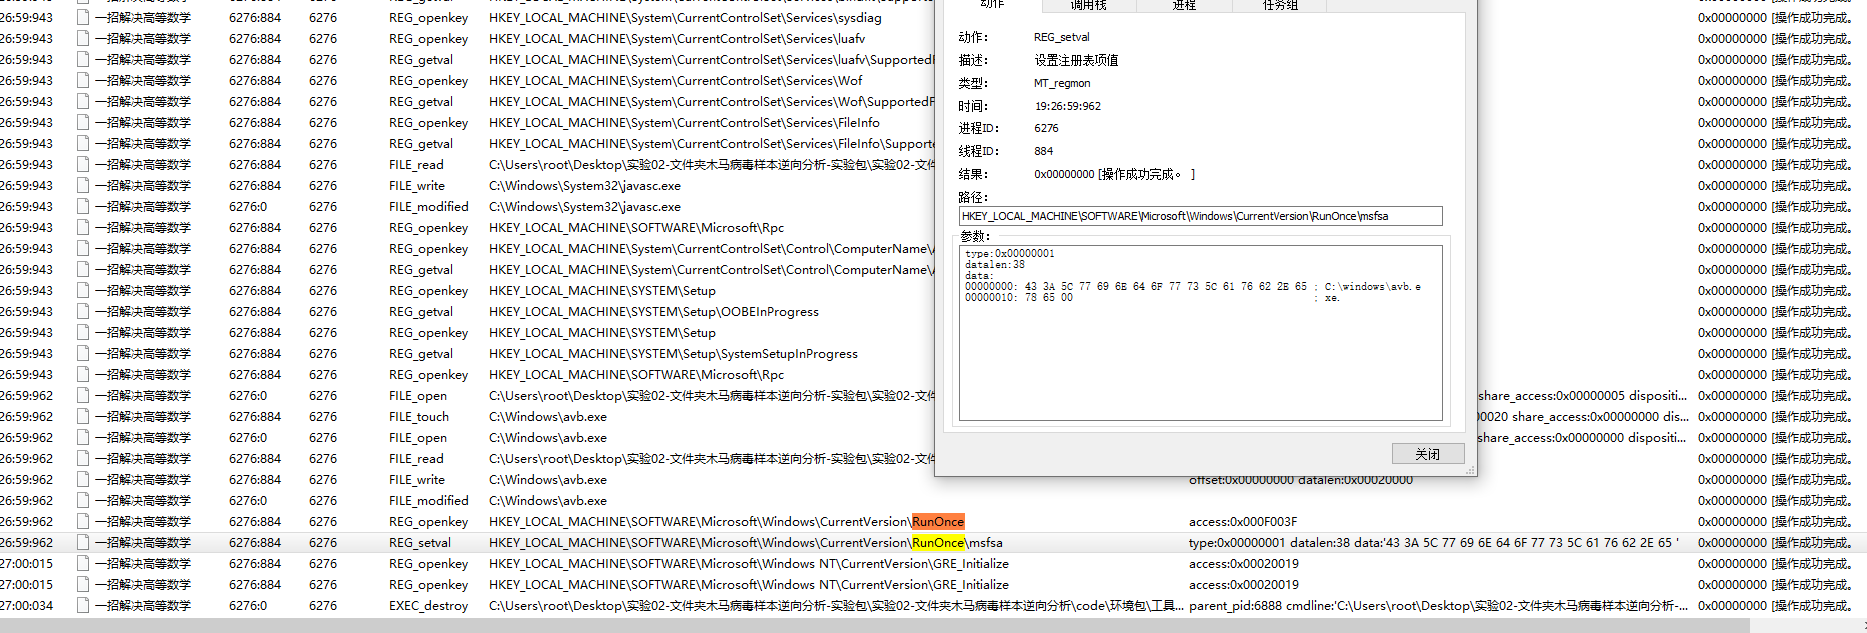 REG_getval HKEY_LOCAL_MACHINE\System\CurrentControlSet\Services\ 0x00000000 [操作成功完成。
26:59:943 一招解决高等数学 6276:884 6276 REG_openkey HKEY_LOCAL_MACHINE\System\CurrentControlSet\Services\sysdiag 0x00000000 [操作成功完成。
26:59:943 一招解决高等数学 6276:884 6276 REG_openkey HKEY_LOCAL_MACHINE\System\CurrentControlSet\Services\luafv 0x00000000 [操作成功完成。
26:59:943 一招解决高等数学 6276:884 6276 REG_getval HKEY_LOCAL_MACHINE\System\CurrentControlSet\Services\luafv\Supported 0x00000000 [操作成功完成。
26:59:943 一招解决高等数学 6276:884 6276 REG_openkey HKEY_LOCAL_MACHINE\System\CurrentControlSet\Services\Wof 0x00000000 [操作成功完成。
26:59:943 一招解决高等数学 6276:884 6276 REG_getval HKEY_LOCAL_MACHINE\System\CurrentControlSet\Services\Wof\SupportedF 0x00000000 [操作成功完成。
26:59:943 一招解决高等数学 6276:884 6276 REG_openkey HKEY_LOCAL_MACHINE\System\CurrentControlSet\Services\FileInfo 0x00000000 [操作成功完成。
26:59:943 一招解决高等数学 6276:884 6276 REG_getval HKEY_LOCAL_MACHINE\System\CurrentControlSet\Services\FileInfo\Supporte 0x00000000 [操作成功完成。
26:59:943 一招解决高等数学 6276:884 6276 FILE_read C:\Users\root\Desktop\实验02-文件夹木马病毒样本逆向分析-实验包\实验02-文件 0x00000000 [操作成功完成。
26:59:943 一招解决高等数学 6276:884 6276 FILE_write C:\Windows\System32\javasc.exe 0x00000000 [操作成功完成。
26:59:943 一招解决高等数学 6276:0 6276 FILE_modified C:\Windows\System32\javasc.exe 0x00000000 [操作成功完成。
26:59:943 一招解决高等数学 6276:884 6276 REG_openkey HKEY_LOCAL_MACHINE\SOFTWARE\Microsoft\Rpc 0x00000000 [操作成功完成。
26:59:943 一招解决高等数学 6276:884 6276 REG_openkey HKEY_LOCAL_MACHINE\System\CurrentControlSet\Control\ComputerName\A 0x00000000 [操作成功完成。
26:59:943 一招解决高等数学 6276:884 6276 REG_getval HKEY_LOCAL_MACHINE\System\CurrentControlSet\Control\ComputerName\A 0x00000000 [操作成功完成。
26:59:943 一招解决高等数学 6276:884 6276 REG_openkey HKEY_LOCAL_MACHINE\SYSTEM\Setup 0x00000000 [操作成功完成。
26:59:943 一招解决高等数学 6276:884 6276 REG_getval HKEY_LOCAL_MACHINE\SYSTEM\Setup\OOBEInProgress 0x00000000 [操作成功完成。
26:59:943 一招解决高等数学 6276:884 6276 REG_openkey HKEY_LOCAL_MACHINE\SYSTEM\Setup 0x00000000 [操作成功完成。
26:59:943 一招解决高等数学 6276:884 6276 REG_getval HKEY_LOCAL_MACHINE\SYSTEM\Setup\SystemSetupInProgress 0x00000000 [操作成功完成。
26:59:943 一招解决高等数学 6276:884 6276 REG_openkey HKEY_LOCAL_MACHINE\SOFTWARE\Microsoft\Rpc 0x00000000 [操作成功完成。
26:59:962 一招解决高等数学 6276:0 6276 FILE_open C:\Users\root\Desktop\实验02-文件夹木马病毒样本逆向分析-实验包\实验02-文件 share_access:0x00000005 dispositi... 0x00000000 [操作成功完成。
26:59:962 一招解决高等数学 6276:884 6276 FILE_touch C:\Windows\avb.exe 00020 share_access:0x00000000 dis... 0x00000000 [操作成功完成。
26:59:962 一招解决高等数学 6276:0 6276 FILE_open C:\Windows\avb.exe share_access:0x00000000 dispositi... 0x00000000 [操作成功完成。
26:59:962 一招解决高等数学 6276:884 6276 FILE_read C:\Users\root\Desktop\实验02-文件夹木马病毒样本逆向分析-实验包\实验02-文件 0x00000000 [操作成功完成。
26:59:962 一招解决高等数学 6276:884 6276 FILE_write C:\Windows\avb.exe offset:0x00000000 datalen:0x00020000 0x00000000 [操作成功完成。
26:59:962 一招解决高等数学 6276:0 6276 FILE_modified C:\Windows\avb.exe 0x00000000 [操作成功完成。
26:59:962 一招解决高等数学 6276:884 6276 REG_openkey HKEY_LOCAL_MACHINE\SOFTWARE\Microsoft\Windows\CurrentVersion\RunOnce access:0x000F003F 0x00000000 [操作成功完成。
26:59:962 一招解决高等数学 6276:884 6276 REG_setval HKEY_LOCAL_MACHINE\SOFTWARE\Microsoft\Windows\CurrentVersion\RunOnce\msfsa type:0x00000001 datalen:38 data:'43 3A 5C 77 69 6E 64 6F 77 73 5C 61 76 62 2E 65 ' 0x00000000 [操作成功完成。
27:00:015 一招解决高等数学 6276:884 6276 REG_openkey HKEY_LOCAL_MACHINE\SOFTWARE\Microsoft\Windows NT\CurrentVersion\GRE_Initialize access:0x00020019 0x00000000 [操作成功完成。
27:00:015 一招解决高等数学 6276:884 6276 REG_openkey HKEY_LOCAL_MACHINE\SOFTWARE\Microsoft\Windows NT\CurrentVersion\GRE_Initialize access:0x00020019 0x00000000 [操作成功完成。
27:00:034 一招解决高等数学 6276:0 6276 EXEC_destroy C:\Users\root\Desktop\实验02-文件夹木马病毒样本逆向分析-实验包\实验02-文件夹木马病毒样本逆向分析\code\环境包\工具... parent_pid:6888 cmdline:'C:\Users\root\Desktop\实验02-文件夹木马病毒样本逆向分析-... 0x00000000 [操作成功完成。
动作 调用栈 进程 任务组
动作： REG_setval
描述： 设置注册表项值
类型： MT_regmon
时间： 19:26:59:962
进程ID： 6276
线程ID： 884
结果： 0x00000000 [操作成功完成。 ]
路径：
HKEY_LOCAL_MACHINE\SOFTWARE\Microsoft\Windows\CurrentVersion\RunOnce\msfsa
参数：
type:0x00000001
datalen:38
data:
00000000: 43 3A 5C 77 69 6E 64 6F 77 73 5C 61 76 62 2E 65 ; C:\windows\avb.e
00000010: 78 65 00 ; xe.
关闭